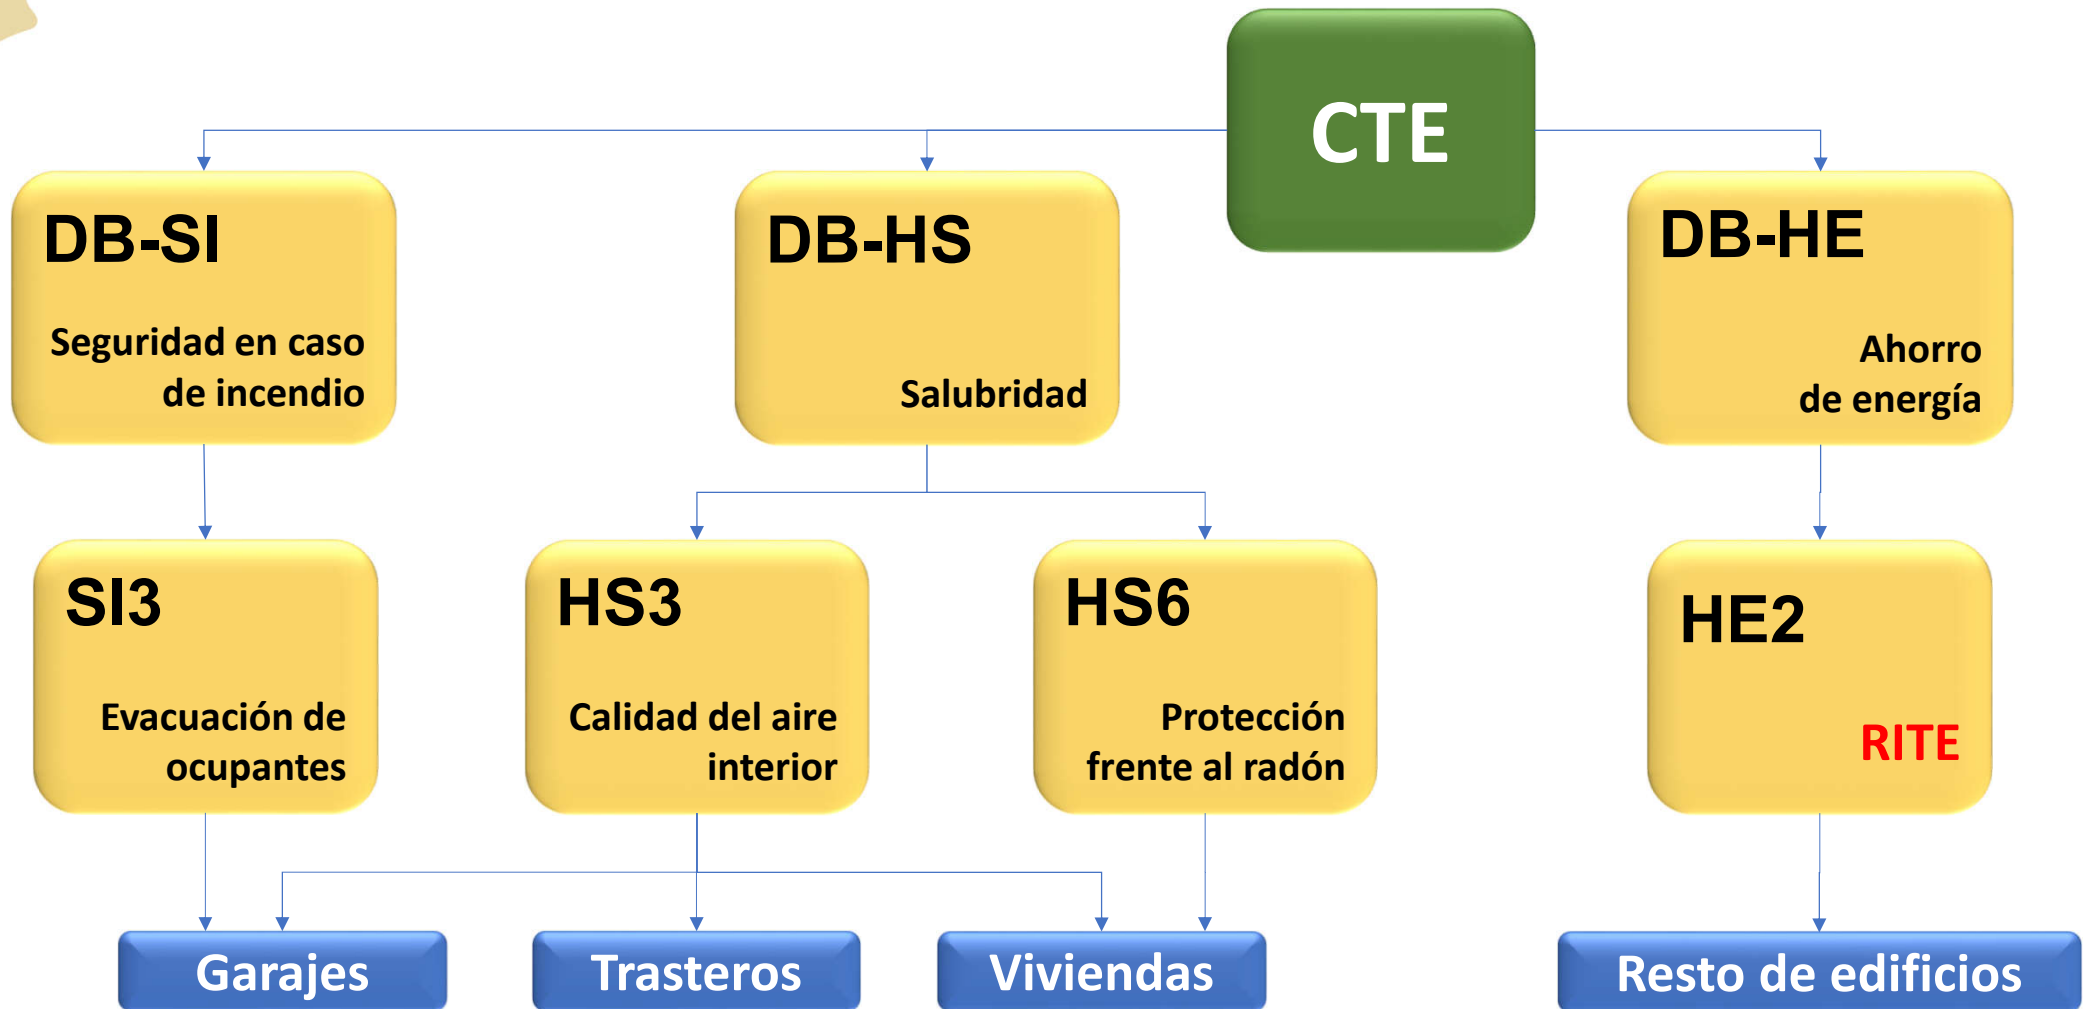 CTE
DB-SI
Seguridad en caso
de incendio
DB-HS
Salubridad
DB-HE
Ahorro
de energía
SI3
Evacuación de
ocupantes
HS3
Calidad del aire
interior
HS6
Protección
frente al radón
HE2
RITE
Garajes
Trasteros
Viviendas
Resto de edificios